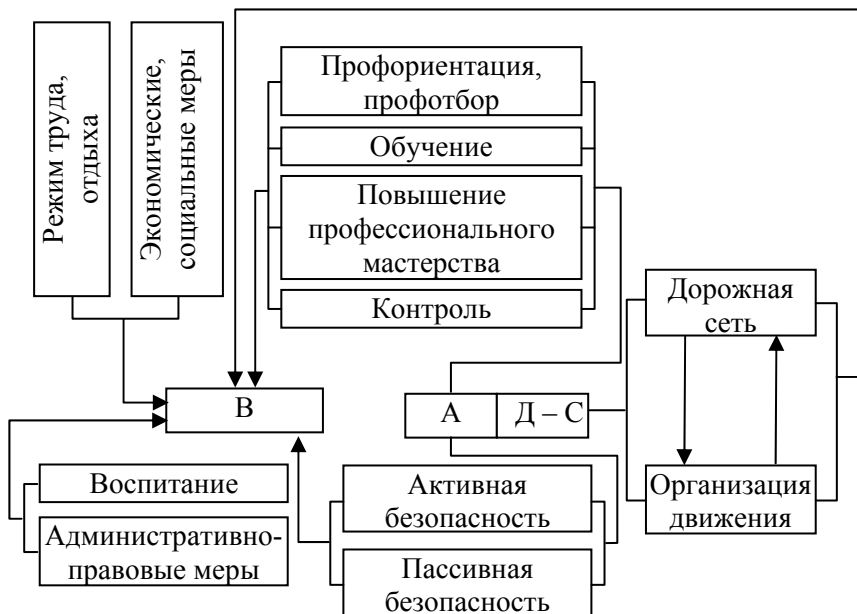 Режим труда,
отдыха
Экономические,
социальные меры
Профориентация,
профотбор
Обучение
Повышение
профессионального
мастерства
Контроль
Дорожная
сеть
В
А
Д – С
Воспитание
Административно-
правовые меры
Активная
безопасность
Пассивная
безопасность
Организация
движения